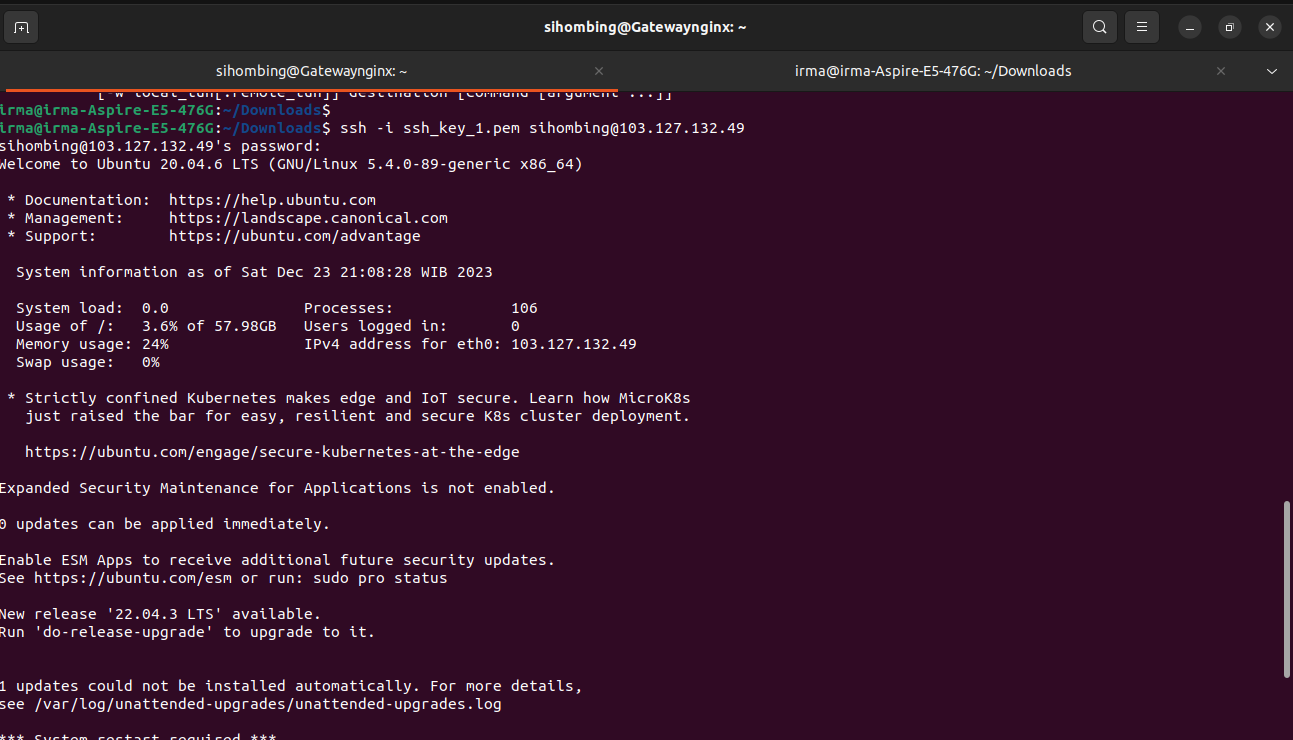 sihombing@Gatewaynginx: ~
sihombing@Gatewaynginx: ~
irma@irma-Aspire-E5-476G: ~/Downloads
[-w local_tun[:remote_tun]] destination [command [argument ...]]
irma@irma-Aspire-E5-476G:~/Downloads$
irma@irma-Aspire-E5-476G:~/Downloads$ ssh -i ssh_key_1.pem sihombing@103.127.132.49
sihombing@103.127.132.49's password:
Welcome to Ubuntu 20.04.6 LTS (GNU/Linux 5.4.0-89-generic x86_64)
* Documentation:  https://help.ubuntu.com
* Management:     https://landscape.canonical.com
* Support:        https://ubuntu.com/advantage
System information as of Sat Dec 23 21:08:28 WIB 2023
System load:  0.0               Processes:             106
Usage of /:   3.6% of 57.98GB   Users logged in:       0
Memory usage: 24%               IPv4 address for eth0: 103.127.132.49
Swap usage:   0%
* Strictly confined Kubernetes makes edge and IoT secure. Learn how MicroK8s
just raised the bar for easy, resilient and secure K8s cluster deployment.
https://ubuntu.com/engage/secure-kubernetes-at-the-edge
Expanded Security Maintenance for Applications is not enabled.
0 updates can be applied immediately.
Enable ESM Apps to receive additional future security updates.
See https://ubuntu.com/esm or run: sudo pro status
New release '22.04.3 LTS' available.
Run 'do-release-upgrade' to upgrade to it.
1 updates could not be installed automatically. For more details,
see /var/log/unattended-upgrades/unattended-upgrades.log
*** System restart required ***